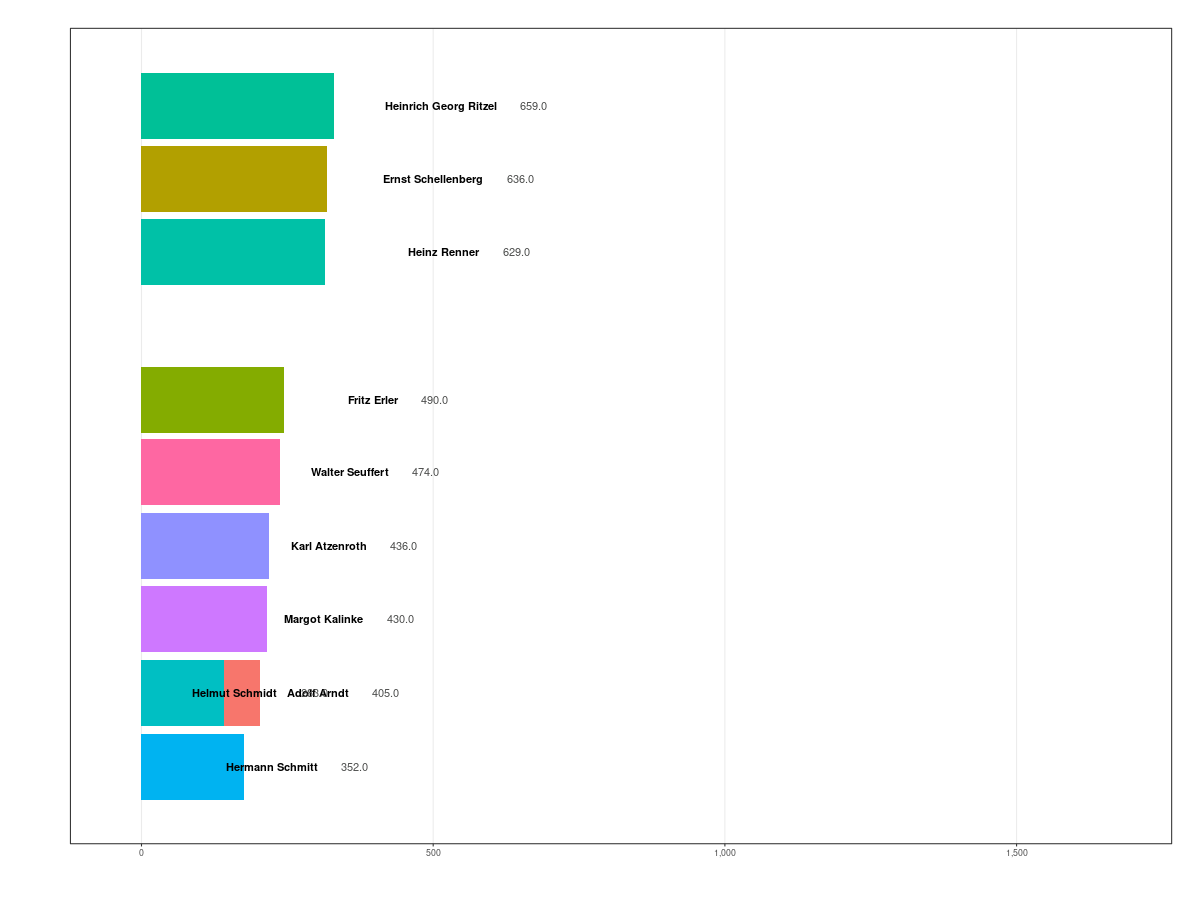 Heinrich Georg Ritzel 659.0
Ernst Schellenberg 636.0
Heinz Renner 629.0
Fritz Erler 490.0
Walter Seuffert 474.0
Karl Atzenroth 436.0
Margot Kalinke 430.0
Helmut Schmidt Adolf Arndt 405.0
Hermann Schmitt 352.0
0 500 1,000 1,500